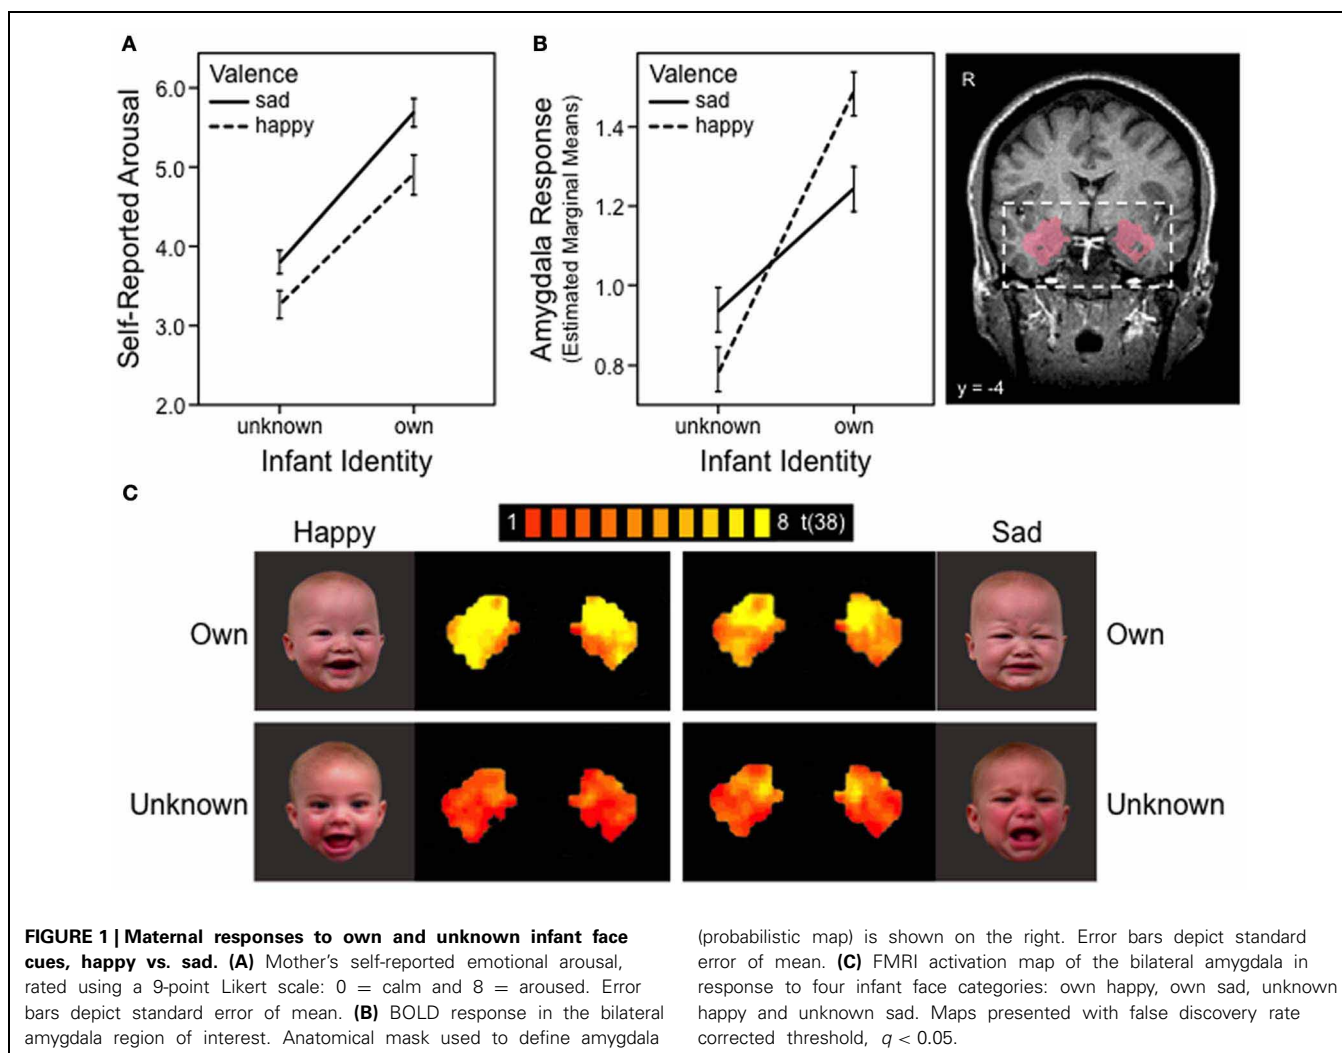 A
Valence
sad
happy
6.0
5.0
4.0
3.0
2.0
Self-Reported Arousal
unknown own
Infant Identity
B
Valence
sad
happy
1.4
1.2
1.0
0.8
Amygdala Response
(Estimated Marginal Means)
unknown own
Infant Identity
R
y = -4
C
1 8 t(38)
Happy Sad
Own Own
Unknown Unknown
FIGURE 1 | Maternal responses to own and unknown infant face
cues, happy vs. sad. (A) Mother's self-reported emotional arousal,
rated using a 9-point Likert scale: 0 = calm and 8 = aroused. Error
bars depict standard error of mean. (B) BOLD response in the bilateral
amygdala region of interest. Anatomical mask used to define amygdala
(probabilistic map) is shown on the right. Error bars depict standard
error of mean. (C) FMRI activation map of the bilateral amygdala in
response to four infant face categories: own happy, own sad, unknown
happy and unknown sad. Maps presented with false discovery rate
corrected threshold, q < 0.05.